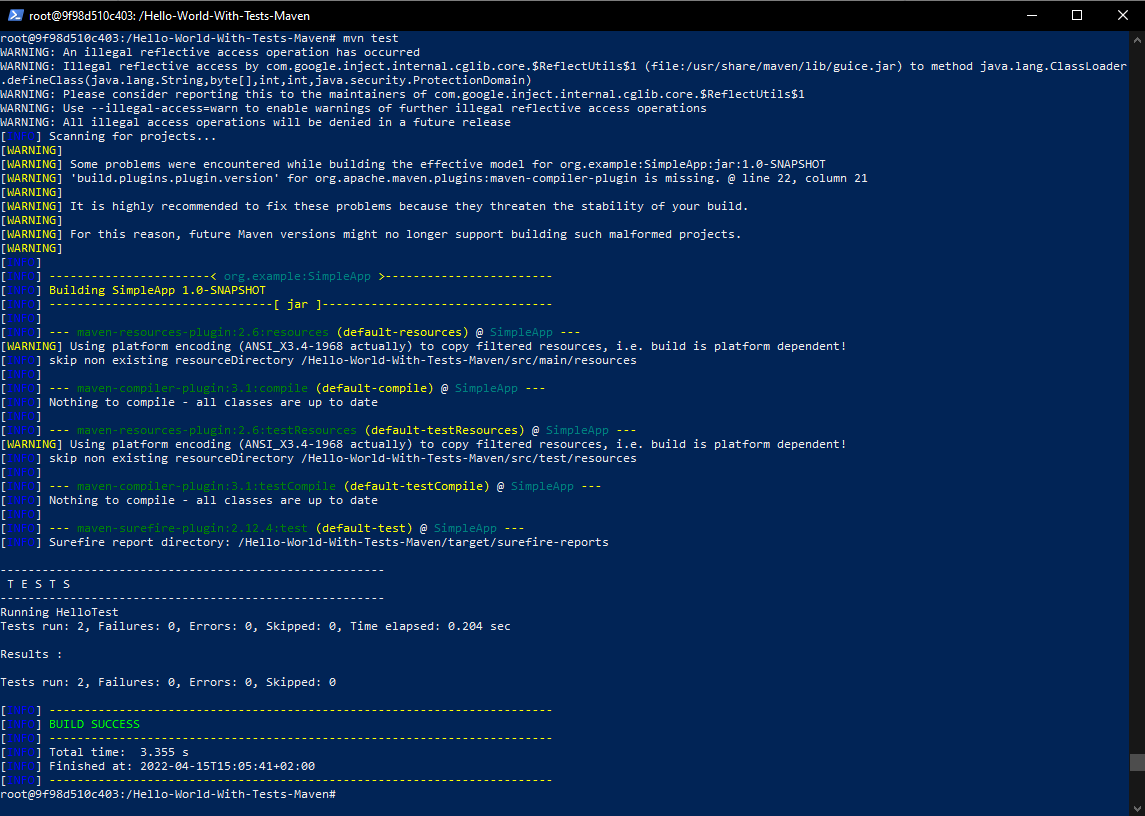 root@9f98d510c403: /Hello-World-With-Tests-Maven
root@9f98d510c403:/Hello-World-With-Tests-Maven# mvn test
WARNING: An illegal reflective access operation has occurred
WARNING: Illegal reflective access by com.google.inject.internal.cglib.core.$ReflectUtils$1 (file:/usr/share/maven/lib/guice.jar) to method java.lang.ClassLoader
.defineClass(java.lang.String,byte[],int,int,java.security.ProtectionDomain)
WARNING: Please consider reporting this to the maintainers of com.google.inject.internal.cglib.core.$ReflectUtils$1
WARNING: Use --illegal-access=warn to enable warnings of further illegal reflective access operations
WARNING: All illegal access operations will be denied in a future release
[INFO] Scanning for projects...
[WARNING]
[WARNING] Some problems were encountered while building the effective model for org.example:SimpleApp:jar:1.0-SNAPSHOT
[WARNING] 'build.plugins.plugin.version' for org.apache.maven.plugins:maven-compiler-plugin is missing. @ line 22, column 21
[WARNING]
[WARNING] It is highly recommended to fix these problems because they threaten the stability of your build.
[WARNING]
[WARNING] For this reason, future Maven versions might no longer support building such malformed projects.
[WARNING]
[INFO]
[INFO] -----------------------< org.example:SimpleApp >------------------------
[INFO] Building SimpleApp 1.0-SNAPSHOT
[INFO] --------------------------------[ jar ]---------------------------------
[INFO]
[INFO] --- maven-resources-plugin:2.6:resources (default-resources) @ SimpleApp ---
[WARNING] Using platform encoding (ANSI_X3.4-1968 actually) to copy filtered resources, i.e. build is platform dependent!
[INFO] skip non existing resourceDirectory /Hello-World-With-Tests-Maven/src/main/resources
[INFO]
[INFO] --- maven-compiler-plugin:3.1:compile (default-compile) @ SimpleApp ---
[INFO] Nothing to compile - all classes are up to date
[INFO]
[INFO] --- maven-resources-plugin:2.6:testResources (default-testResources) @ SimpleApp ---
[WARNING] Using platform encoding (ANSI_X3.4-1968 actually) to copy filtered resources, i.e. build is platform dependent!
[INFO] skip non existing resourceDirectory /Hello-World-With-Tests-Maven/src/test/resources
[INFO]
[INFO] --- maven-compiler-plugin:3.1:testCompile (default-testCompile) @ SimpleApp ---
[INFO] Nothing to compile - all classes are up to date
[INFO]
[INFO] --- maven-surefire-plugin:2.12.4:test (default-test) @ SimpleApp ---
[INFO] Surefire report directory: /Hello-World-With-Tests-Maven/target/surefire-reports
-------------------------------------------------------
T E S T S
-------------------------------------------------------
Running HelloTest
Tests run: 2, Failures: 0, Errors: 0, Skipped: 0, Time elapsed: 0.204 sec
Results :
Tests run: 2, Failures: 0, Errors: 0, Skipped: 0
[INFO] ------------------------------------------------------------------------
[INFO] BUILD SUCCESS
[INFO] ------------------------------------------------------------------------
[INFO] Total time:  3.355 s
[INFO] Finished at: 2022-04-15T15:05:41+02:00
[INFO] ------------------------------------------------------------------------
root@9f98d510c403:/Hello-World-With-Tests-Maven#